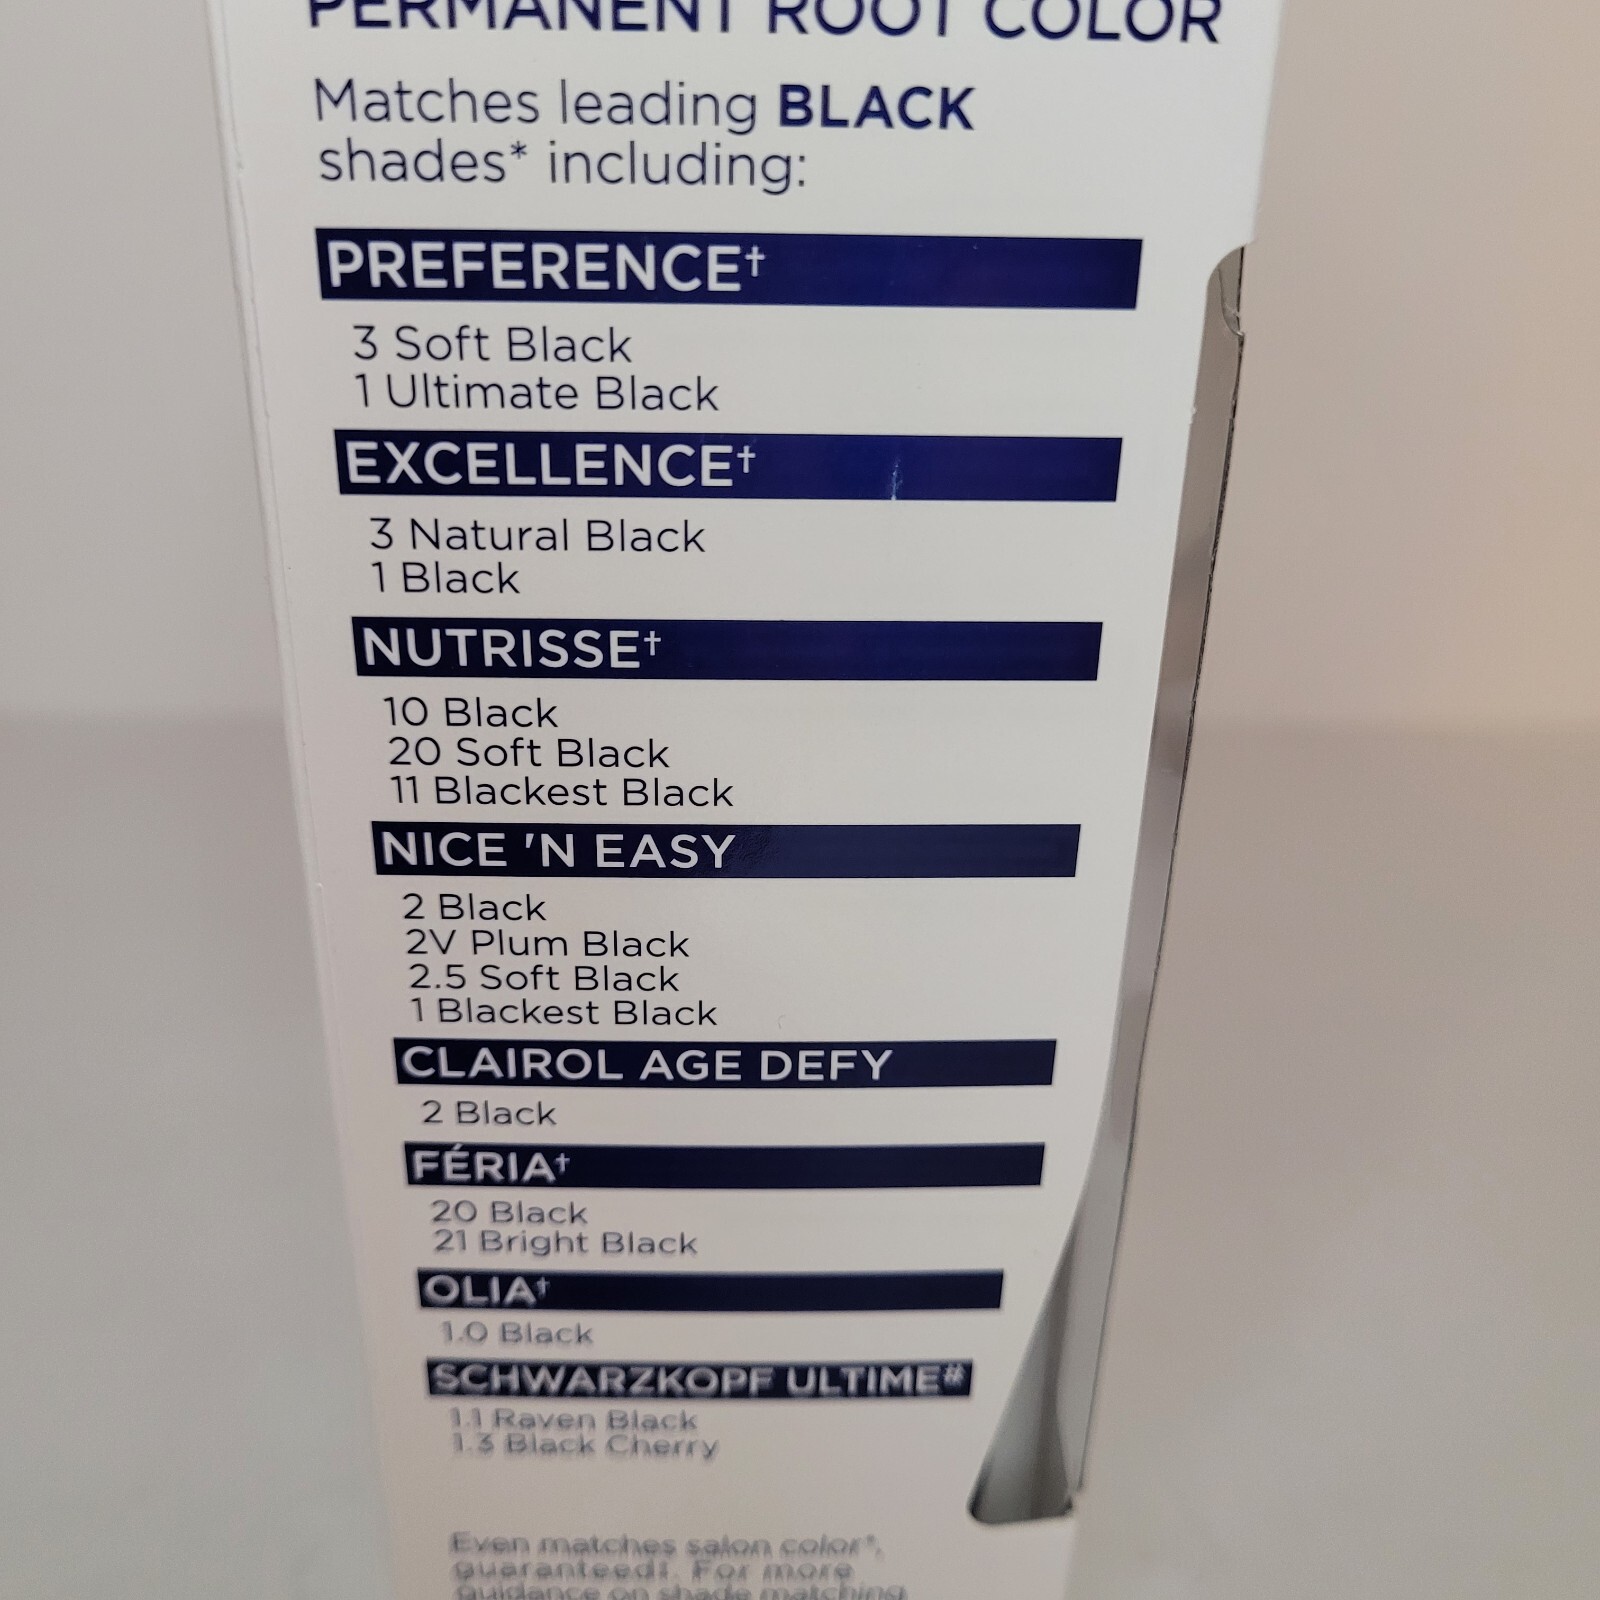 PERMANENT ROOT COLOR
Matches leading BLACK
shades* including:
PREFERENCE†
3 Soft Black
1 Ultimate Black
EXCELLENCE†
3 Natural Black
1 Black
NUTRISSE†
10 Black
20 Soft Black
11 Blackest Black
NICE 'N EASY
2 Black
2V Plum Black
2.5 Soft Black
1 Blackest Black
CLAIROL AGE DEFY
2 Black
FÉRIA†
20 Black
21 Bright Black
OLIA†
1.0 Black
SCHWARZKOPF ULTIME#
1.1 Raven Black
1.3 Black Cherry
Even matches salon color*,
guaranteed‡. For more
guidance on shade matching